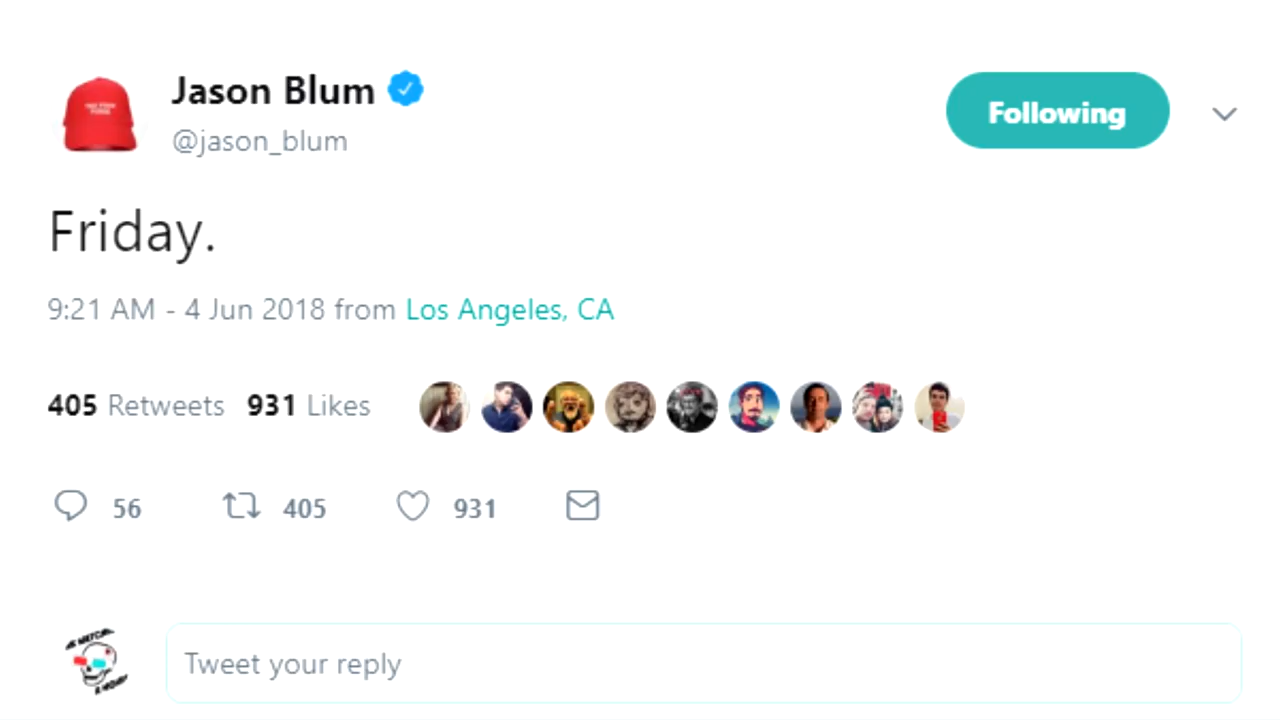 Jason Blum
@jason_blum
Following
Friday.
9:21 AM - 4 Jun 2018 from Los Angeles, CA
405 Retweets 931 Likes
56 405 931
Tweet your reply